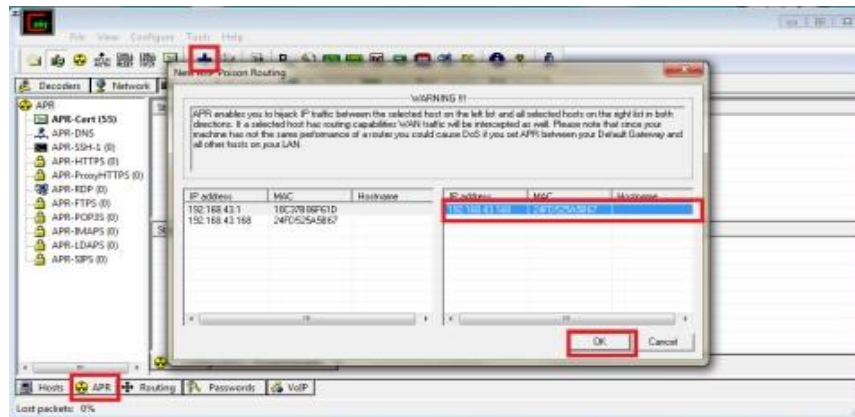 File View Configure Tools Help
Decoders Network
New APR Poison Routing
WARNING !!!
APR enables you to hijack IP traffic between the selected host on the left list and all selected hosts on the right list in both
directions. If a selected host has routing capabilities WAN traffic will be intercepted as well. Please note that since your
machine has not the same performance of a router you could cause DoS if you set APR between your Default Gateway and
all other hosts on your LAN.
IP address MAC Hostname
192.168.43.1
192.168.43.168 24FD525A5B67
IP address MAC Hostname
192.168.43.168 24FD525A5B67
OK Cancel
APR
APR-Cert (55)
APR-DNS
APR-SSH-1 (0)
APR-HTTPS (0)
APR-ProxyHTTPS (0)
APR-RDP (0)
APR-FTPS (0)
APR-POP3S (0)
APR-IMAPS (0)
APR-LDAPS (0)
APR-SIPS (0)
Hosts APR Routing Passwords VoIP
Lost packets: 0%